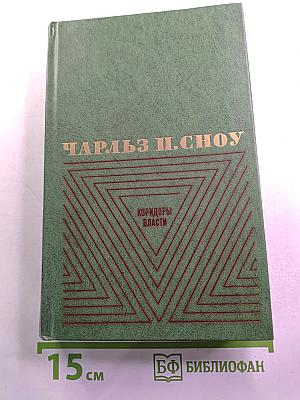 ЧАРЛЬЗ П. СНОУ
КОРИДОРЫ
ВЛАСТИ
15 см
БФ БИБЛИОФАН